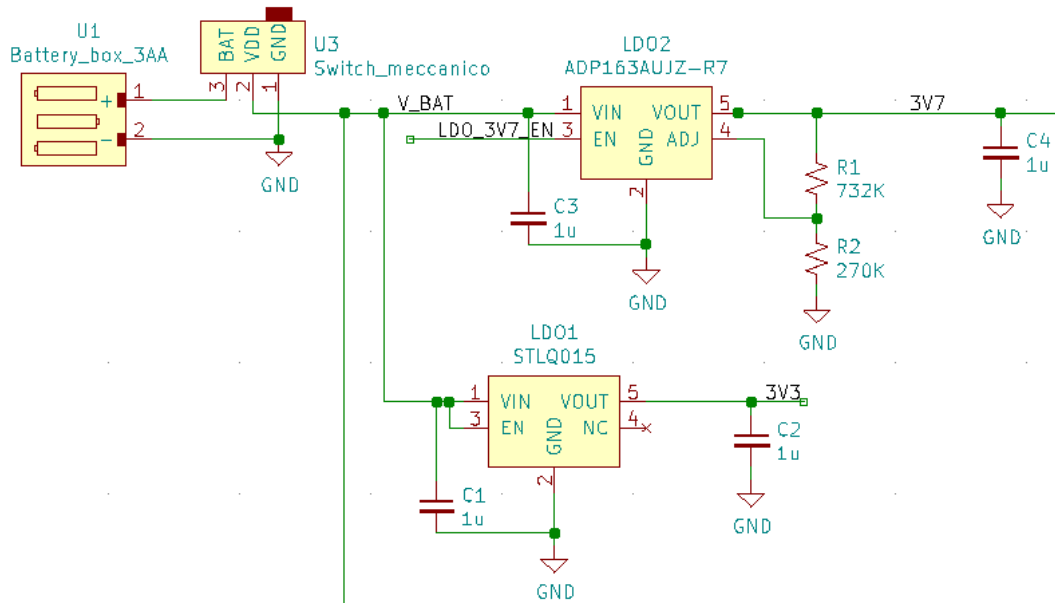 U1
Battery_box_3AA
+ 1
- 2
BAT
VDD
GND
3
2
1
U3
Switch_meccanico
GND
V_BAT
LDO_3V7_EN
LDO2
ADP163AUJZ-R7
1 VIN
3 EN
GND
2
VOUT 5
ADJ 4
3V7
C3
1u
GND
R1
732K
R2
270K
GND
C4
1u
GND
LDO1
STLQ015
1 VIN
3 EN
GND
2
VOUT 5
NC 4
3V3
C1
1u
GND
C2
1u
GND